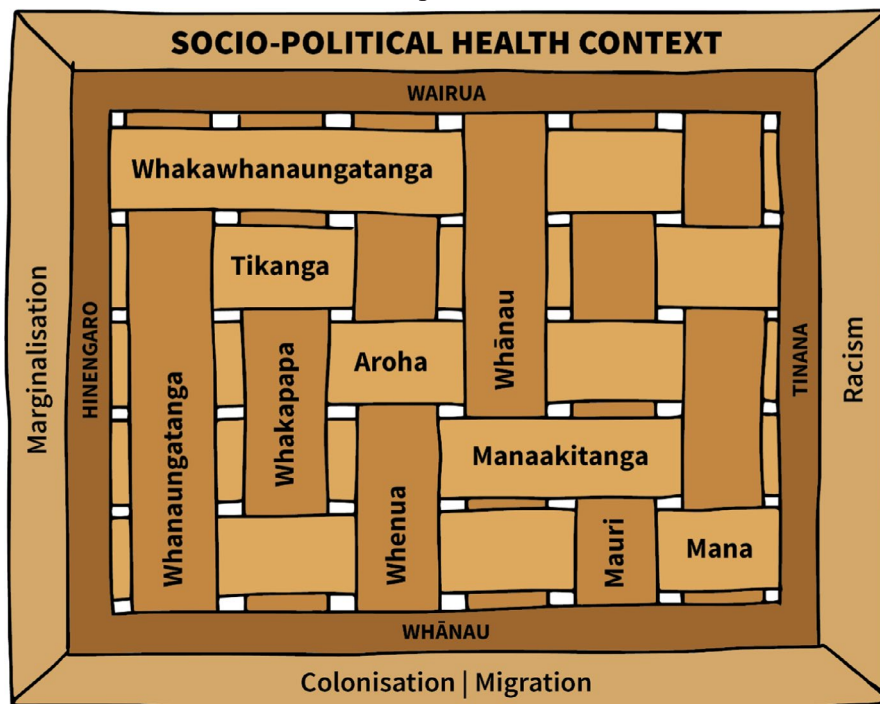 SOCIO-POLITICAL HEALTH CONTEXT
WAIRUA
Whakawhanaungatanga
Tikanga
Aroha
Whānau
Marginalisation
HINENGARO
Whanaungatanga
Whakapapa
Whenua
Manaakitanga
Mauri
Mana
TINANA
Racism
WHĀNAU
Colonisation | Migration